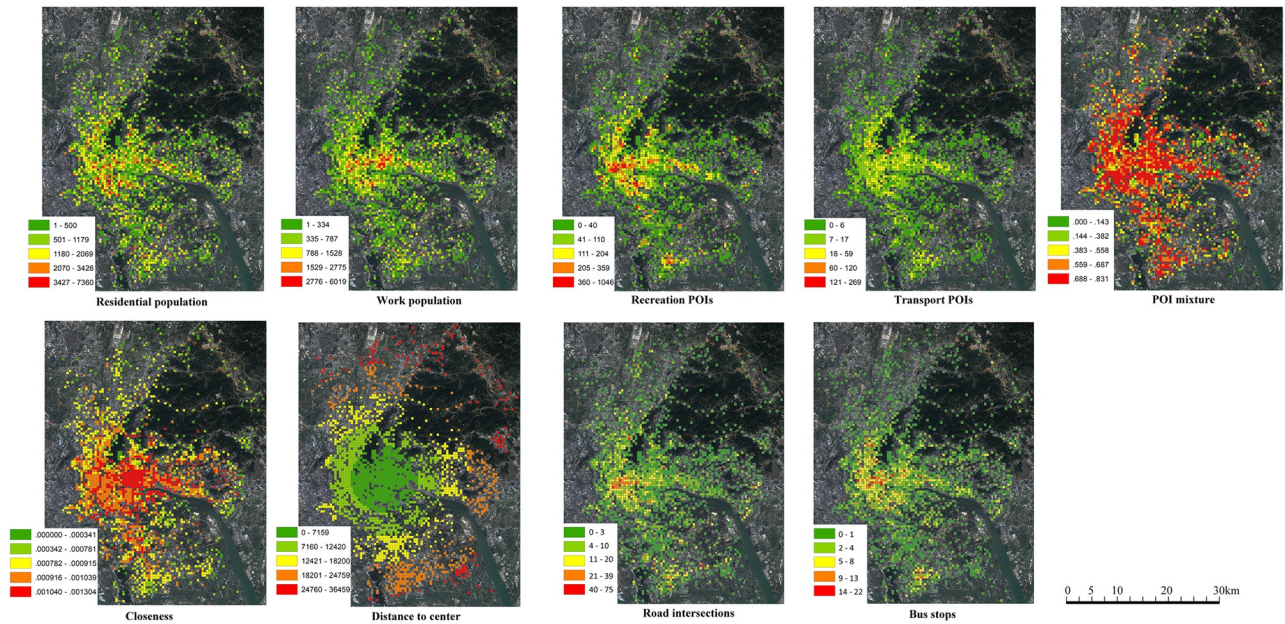 1 - 500
501 - 1179
1180 - 2069
2070 - 3426
3427 - 7360
Residential population
1 - 334
335 - 787
788 - 1528
1529 - 2775
2776 - 6019
Work population
0 - 40
41 - 110
111 - 204
205 - 359
360 - 1046
Recreation POIs
0 - 6
7 - 17
18 - 59
60 - 120
121 - 269
Transport POIs
.000 - .143
.144 - .382
.383 - .558
.559 - .687
.688 - .831
POI mixture
.000000 - .000341
.000342 - .000781
.000782 - .000915
.000916 - .001039
.001040 - .001304
Closeness
0 - 7159
7160 - 12420
12421 - 18200
18201 - 24759
24760 - 36459
Distance to center
0 - 3
4 - 10
11 - 20
21 - 39
40 - 75
Road intersections
0 - 1
2 - 4
5 - 8
9 - 13
14 - 22
Bus stops
0 5 10 20 30km